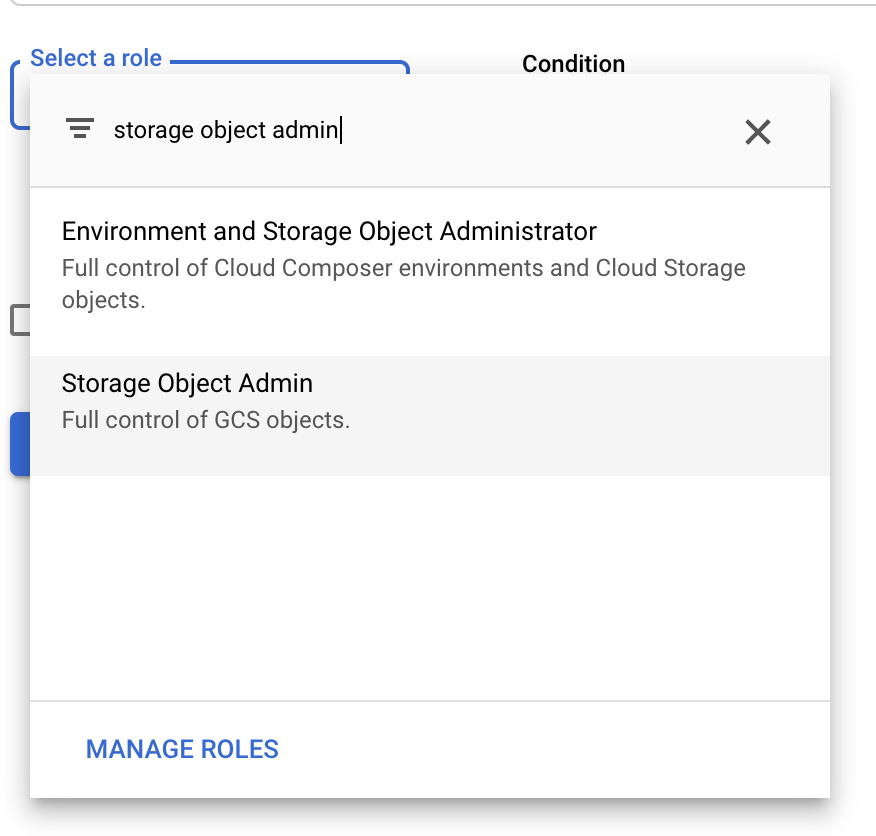 Select a role
Condition
storage object admin
Environment and Storage Object Administrator
Full control of Cloud Composer environments and Cloud Storage
objects.
Storage Object Admin
Full control of GCS objects.
MANAGE ROLES